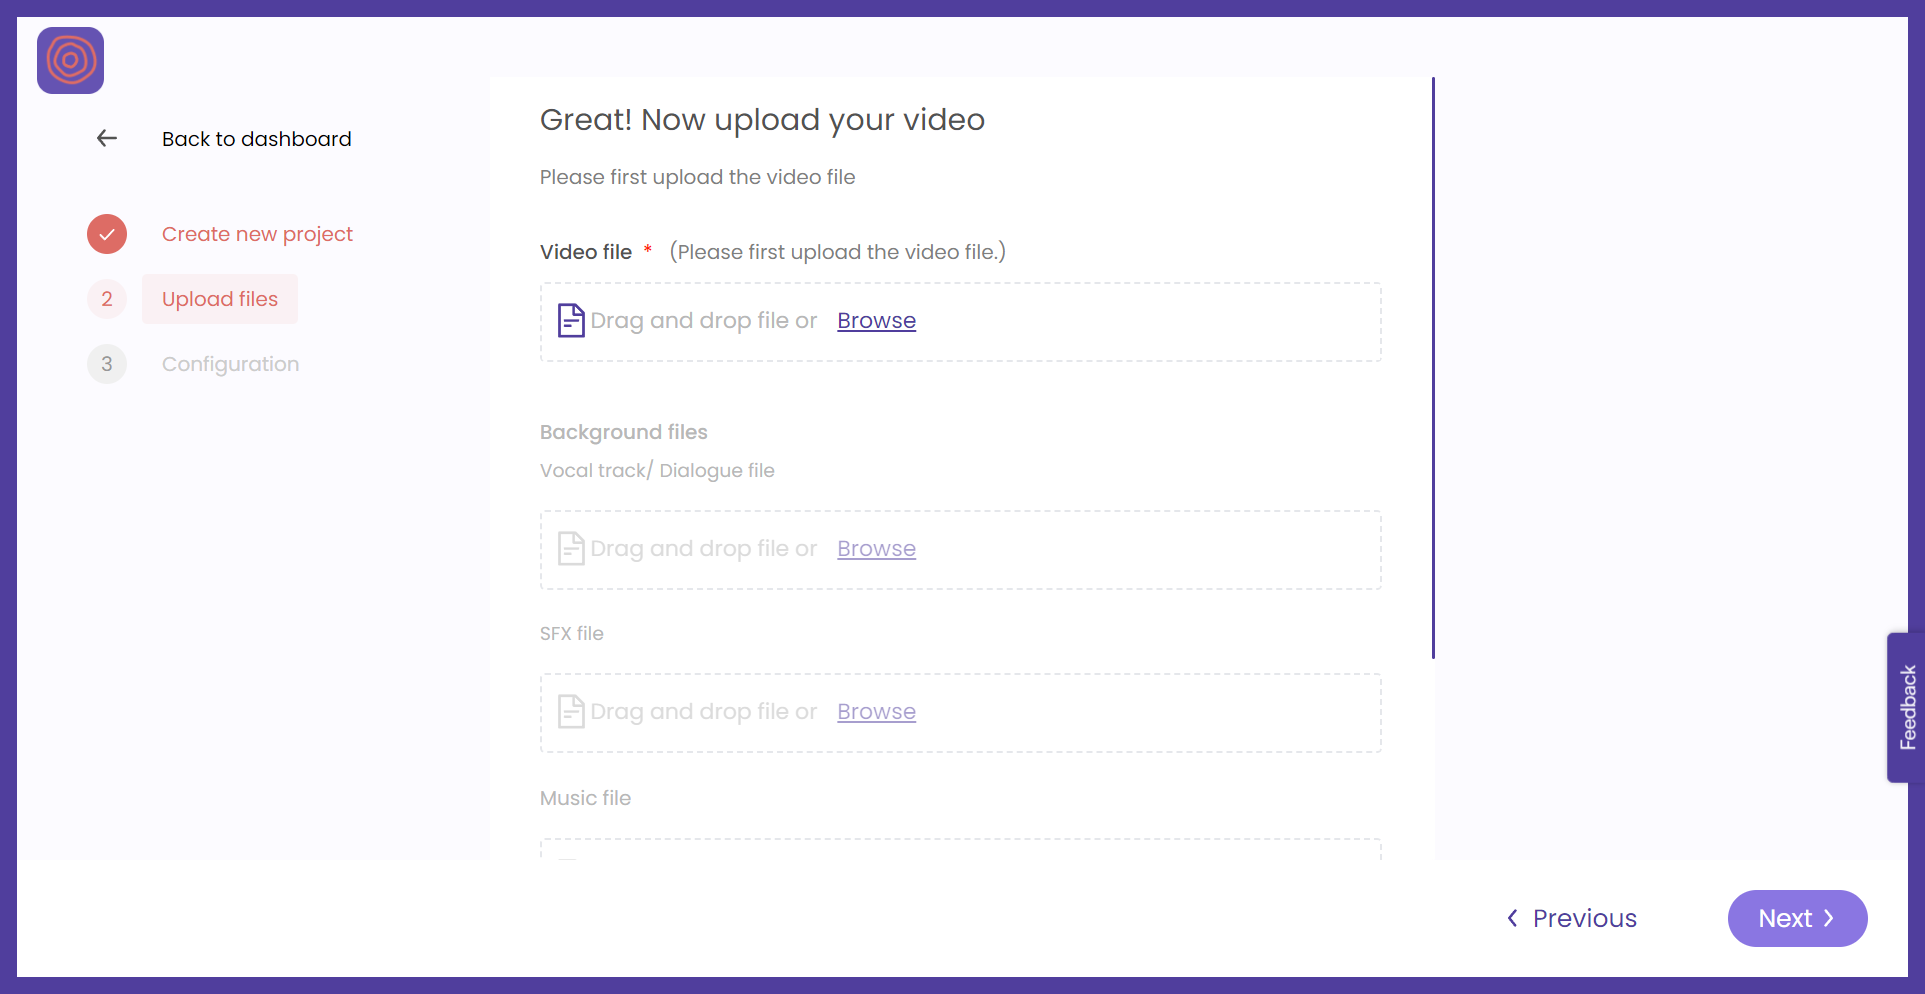 Back to dashboard
Create new project
2 Upload files
3 Configuration
Great! Now upload your video
Please first upload the video file
Video file * (Please first upload the video file.)
Drag and drop file or Browse
Background files
Vocal track/ Dialogue file
Drag and drop file or Browse
SFX file
Drag and drop file or Browse
Music file
Feedback
Previous
Next